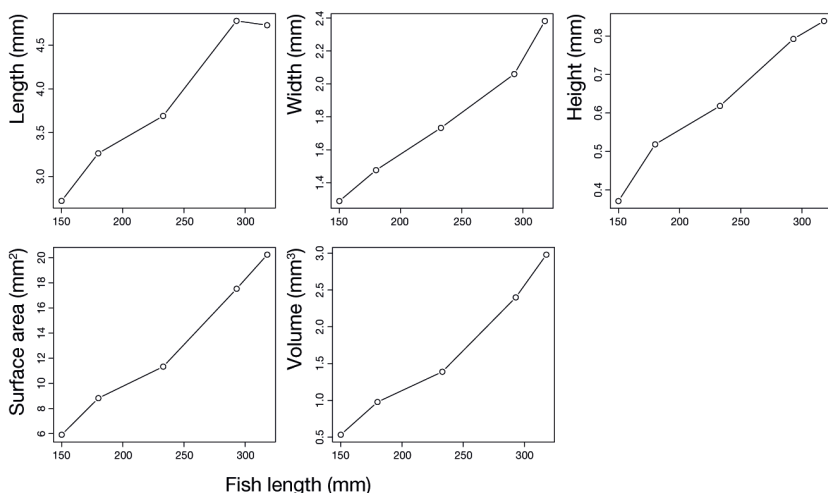 Length (mm)
3.0 3.5 4.0 4.5
150 200 250 300
Width (mm)
1.4 1.6 1.8 2.0 2.2 2.4
150 200 250 300
Height (mm)
0.4 0.5 0.6 0.7 0.8
150 200 250 300
Surface area (mm²)
6 8 10 12 14 16 18 20
150 200 250 300
Volume (mm³)
0.5 1.0 1.5 2.0 2.5 3.0
150 200 250 300
Fish length (mm)